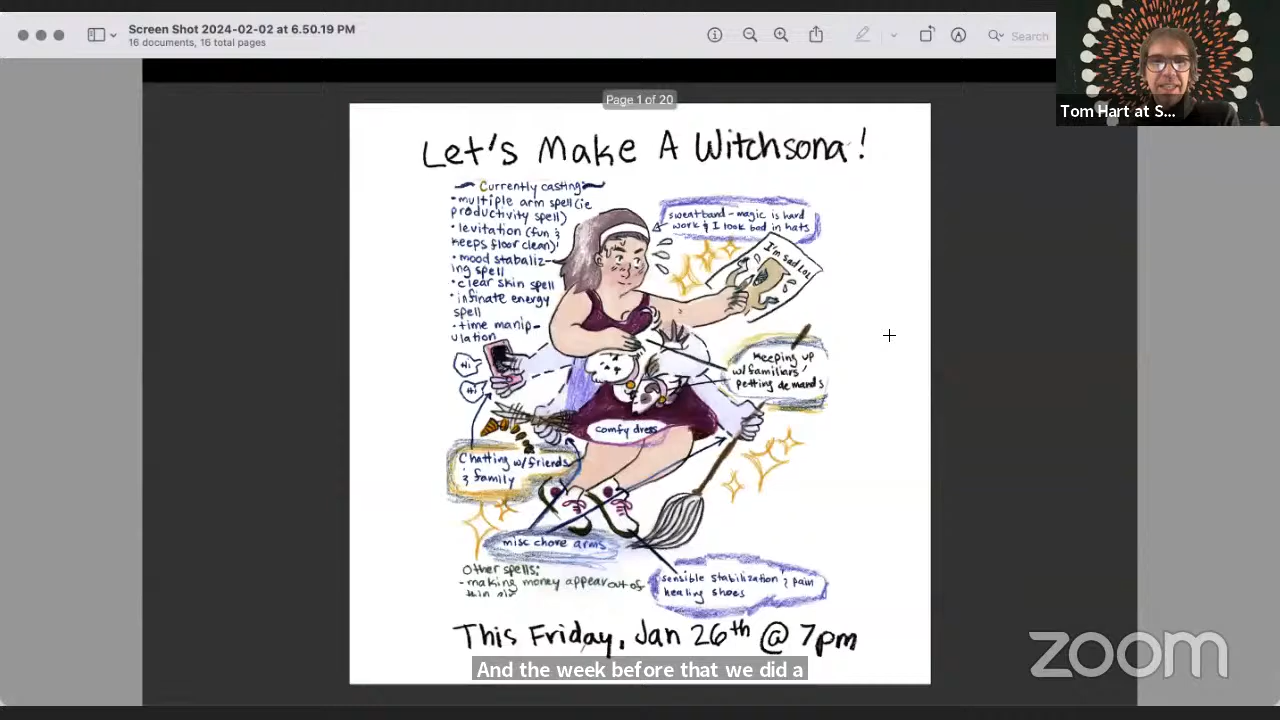 Screen Shot 2024-02-02 at 6.50.19 PM
16 documents, 16 total pages
Search
Tom Hart at S...
Page 1 of 20
Let's Make A Witchsona!
Currently casting:
• multiple arm spell (ie
productivity spell)
• levitation (fun &
keeps floor clean)
• mood stabaliz-
ing spell
• clear skin spell
• infinate energy
spell
• time manip-
ulation
sweatband - magic is hard
work & I look bad in hats
I'm sad LOL
Hi
Hi
Keeping up
w/ familiars'
petting demands
comfy dress
Chatting w/ friends
& family
misc chore arms
Other spells:
- making money appear out of
thin air
sensible stabilization & pain
healing shoes
This Friday, Jan 26th @ 7pm
And the week before that we did a
zoom